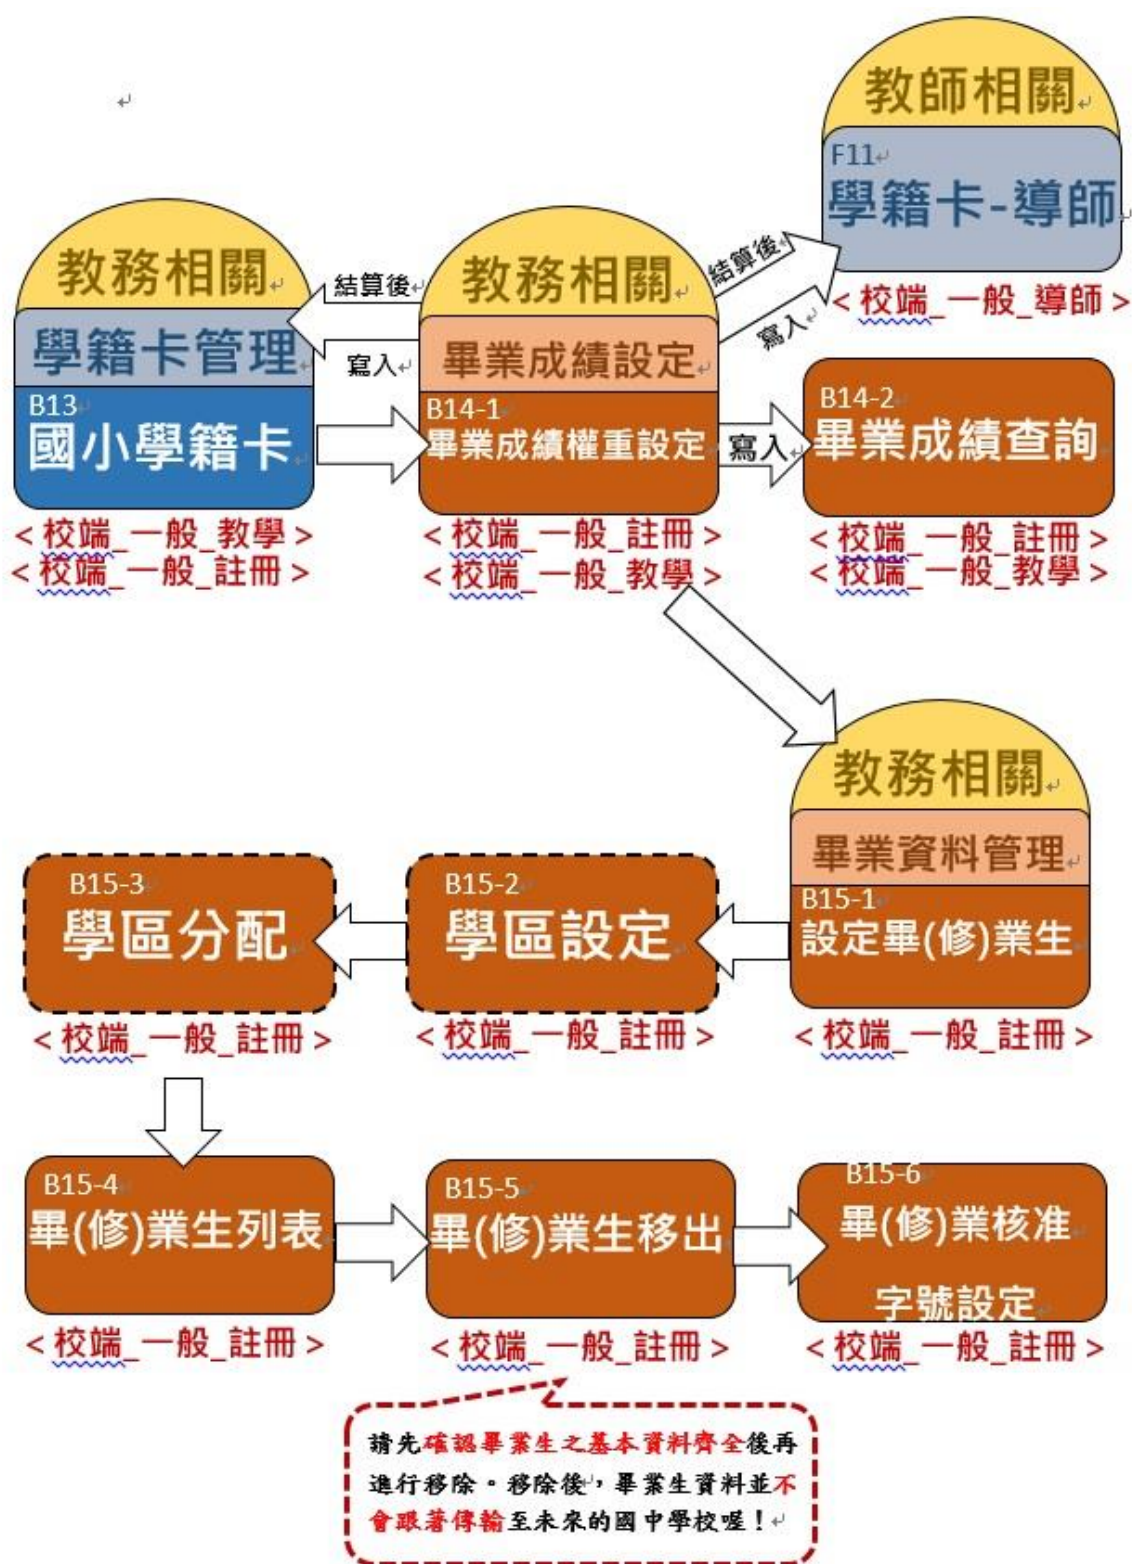 教師相關
F11
學籍卡-導師
<校端_一般_導師>
教務相關
學籍卡管理
B13
國小學籍卡
<校端_一般_教學>
<校端_一般_註冊>
結算後
寫入
教務相關
畢業成績設定
B14-1
畢業成績權重設定
<校端_一般_註冊>
<校端_一般_教學>
結算後
寫入
寫入
B14-2
畢業成績查詢
<校端_一般_註冊>
<校端_一般_教學>
教務相關
畢業資料管理
B15-1
設定畢(修)業生
<校端_一般_註冊>
B15-2
學區設定
<校端_一般_註冊>
B15-3
學區分配
<校端_一般_註冊>
B15-4
畢(修)業生列表
<校端_一般_註冊>
B15-5
畢(修)業生移出
<校端_一般_註冊>
B15-6
畢(修)業核准
字號設定
<校端_一般_註冊>
請先確認畢業生之基本資料齊全後再
進行移除。移除後，畢業生資料並不
會跟著傳輸至未來的國中學校喔！